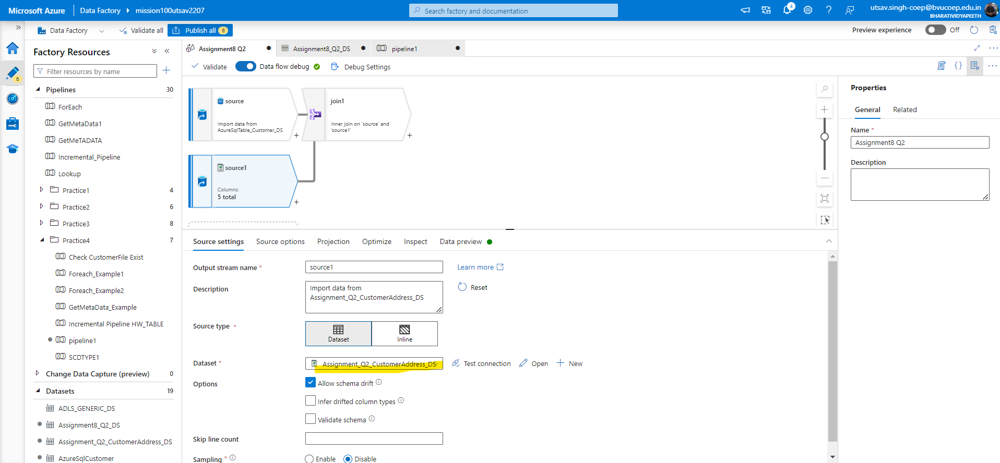 Microsoft Azure
Data Factory
mission100utsav2207
Search factory and documentation
4
utsav.singh-coep@bvucoep.edu.in
BHARATIVIDYAPEETH
Data Factory
Validate all
Publish all
6
Preview experience
Off
6
Factory Resources
Filter resources by name
Pipelines
30
ForEach
GetMetaData1
GetMeTADATA
Incremental_Pipeline
Lookup
Practice1
4
Practice2
6
Practice3
8
Practice4
7
Check CustomerFile Exist
Foreach_Example1
Foreach_Example2
GetMetaData_Example
Incremental Pipeline HW_TABLE
pipeline1
SCDTYPE1
Change Data Capture (preview)
0
Datasets
19
ADLS_GENERIC_DS
Assignment8_Q2_DS
Assignment_Q2_CustomerAddress_DS
AzureSqlCustomer
Assignment8 Q2
Assignment8_Q2_DS
pipeline1
Validate
Data flow debug
Debug Settings
source
Import data from
AzureSqlTable_Customer_DS
+
join1
Inner join on 'source' and
'source1'
+
source1
Columns:
5 total
+
Source settings
Source options
Projection
Optimize
Inspect
Data preview
Output stream name *
source1
Learn more
Description
Import data from
Assignment_Q2_CustomerAddress_DS
Reset
Source type *
Dataset
Inline
Dataset *
Assignment_Q2_CustomerAddress_DS
Test connection
Open
New
Options
Allow schema drift
Infer drifted column types
Validate schema
Skip line count
Sampling *
Enable
Disable
Properties
General
Related
Name *
Assignment8 Q2
Description